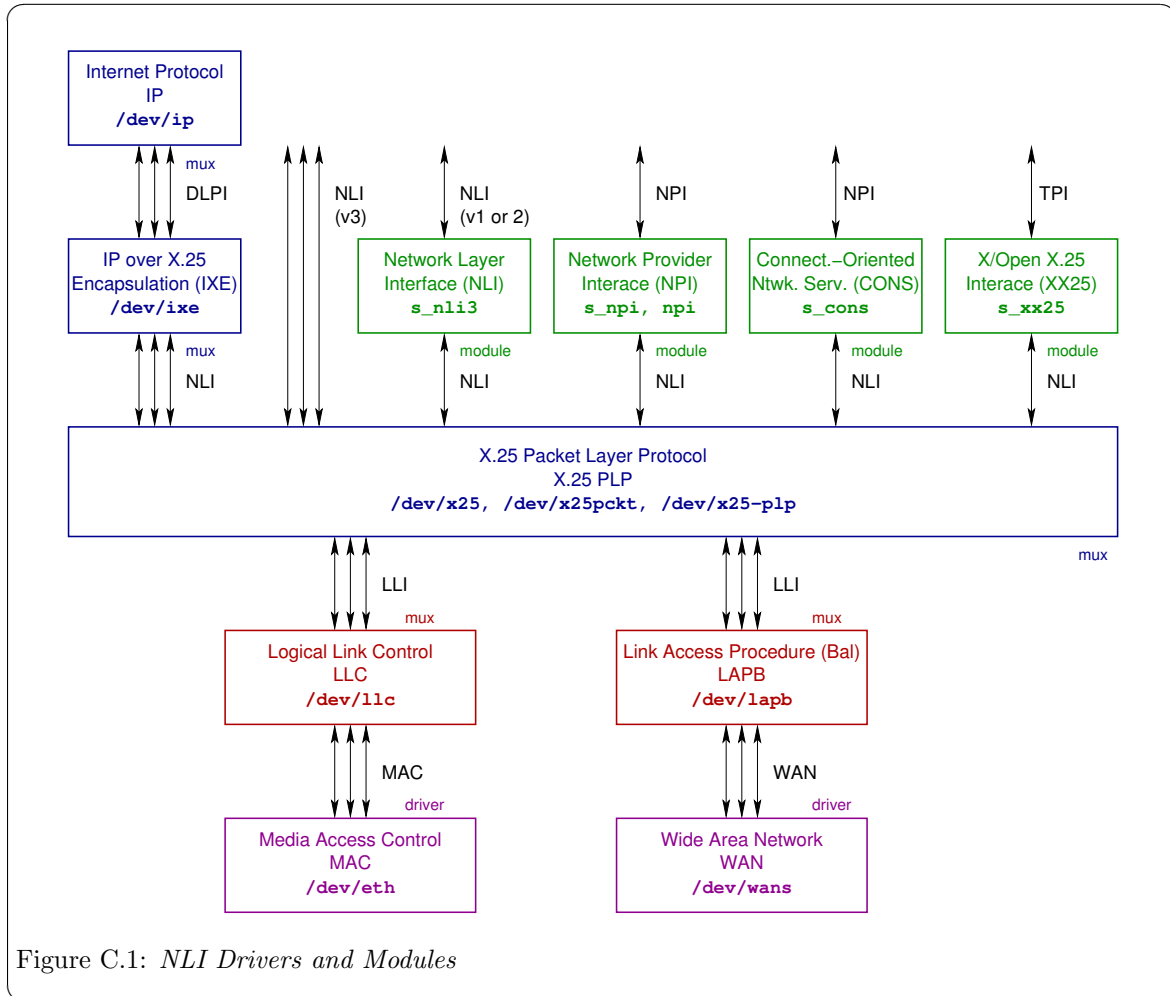 Internet Protocol
IP
/dev/ip
mux
DLPI
NLI
(v3)
NLI
(v1 or 2)
NPI
NPI
TPI
IP over X.25
Encapsulation (IXE)
/dev/ixe
Network Layer
Interface (NLI)
s_nli3
Network Provider
Interace (NPI)
s_npi, npi
Connect.-Oriented
Ntwk. Serv. (CONS)
s_cons
X/Open X.25
Interace (XX25)
s_xx25
mux
NLI
module
NLI
module
NLI
module
NLI
module
NLI
X.25 Packet Layer Protocol
X.25 PLP
/dev/x25, /dev/x25pckt, /dev/x25-plp
mux
LLI
mux
LLI
mux
Logical Link Control
LLC
/dev/llc
Link Access Procedure (Bal)
LAPB
/dev/lapb
MAC
driver
WAN
driver
Media Access Control
MAC
/dev/eth
Wide Area Network
WAN
/dev/wans
Figure C.1: NLI Drivers and Modules